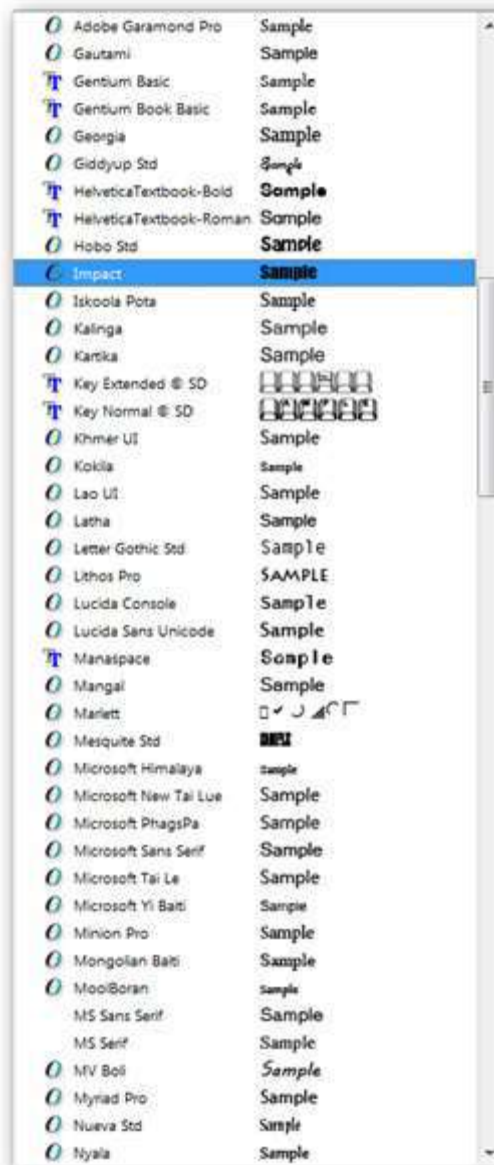 Adobe Garamond Pro Sample
Gautami Sample
Gentium Basic Sample
Gentium Book Basic Sample
Georgia Sample
Giddyup Std Sample
HelveticaTextbook-Bold Sample
HelveticaTextbook-Roman Sample
Hobo Std Sample
Impact Sample
Iskoola Pota Sample
Kalinga Sample
Kartika Sample
Key Extended © SD
Key Normal © SD
Khmer UI Sample
Kokila Sample
Lao UI Sample
Latha Sample
Letter Gothic Std Sample
Lithos Pro SAMPLE
Lucida Console Sample
Lucida Sans Unicode Sample
Manaspace Sample
Mangal Sample
Marlett
Mesquite Std SAMPLE
Microsoft Himalaya Sample
Microsoft New Tai Lue Sample
Microsoft PhagsPa Sample
Microsoft Sans Serif Sample
Microsoft Tai Le Sample
Microsoft Yi Baiti Sample
Minion Pro Sample
Mongolian Baiti Sample
MoolBoran Sample
MS Sans Serif Sample
MS Serif Sample
MV Boli Sample
Myriad Pro Sample
Nueva Std Sample
Nyala Sample